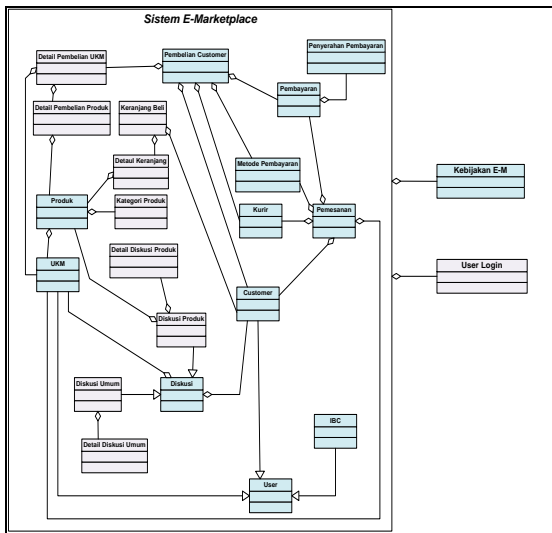 Sistem E-Marketplace
Detail Pembelian UKM
Pembelian Customer
Penyerahan Pembayaran
Pembayaran
Detail Pembelian Produk
Keranjang Beli
Detaul Keranjang
Metode Pembayaran
Kebijakan E-M
Produk
Kategori Produk
Kurir
Pemesanan
Detail Diskusi Produk
UKM
User Login
Customer
Diskusi Produk
Diskusi Umum
Diskusi
IBC
Detail Diskusi Umum
User